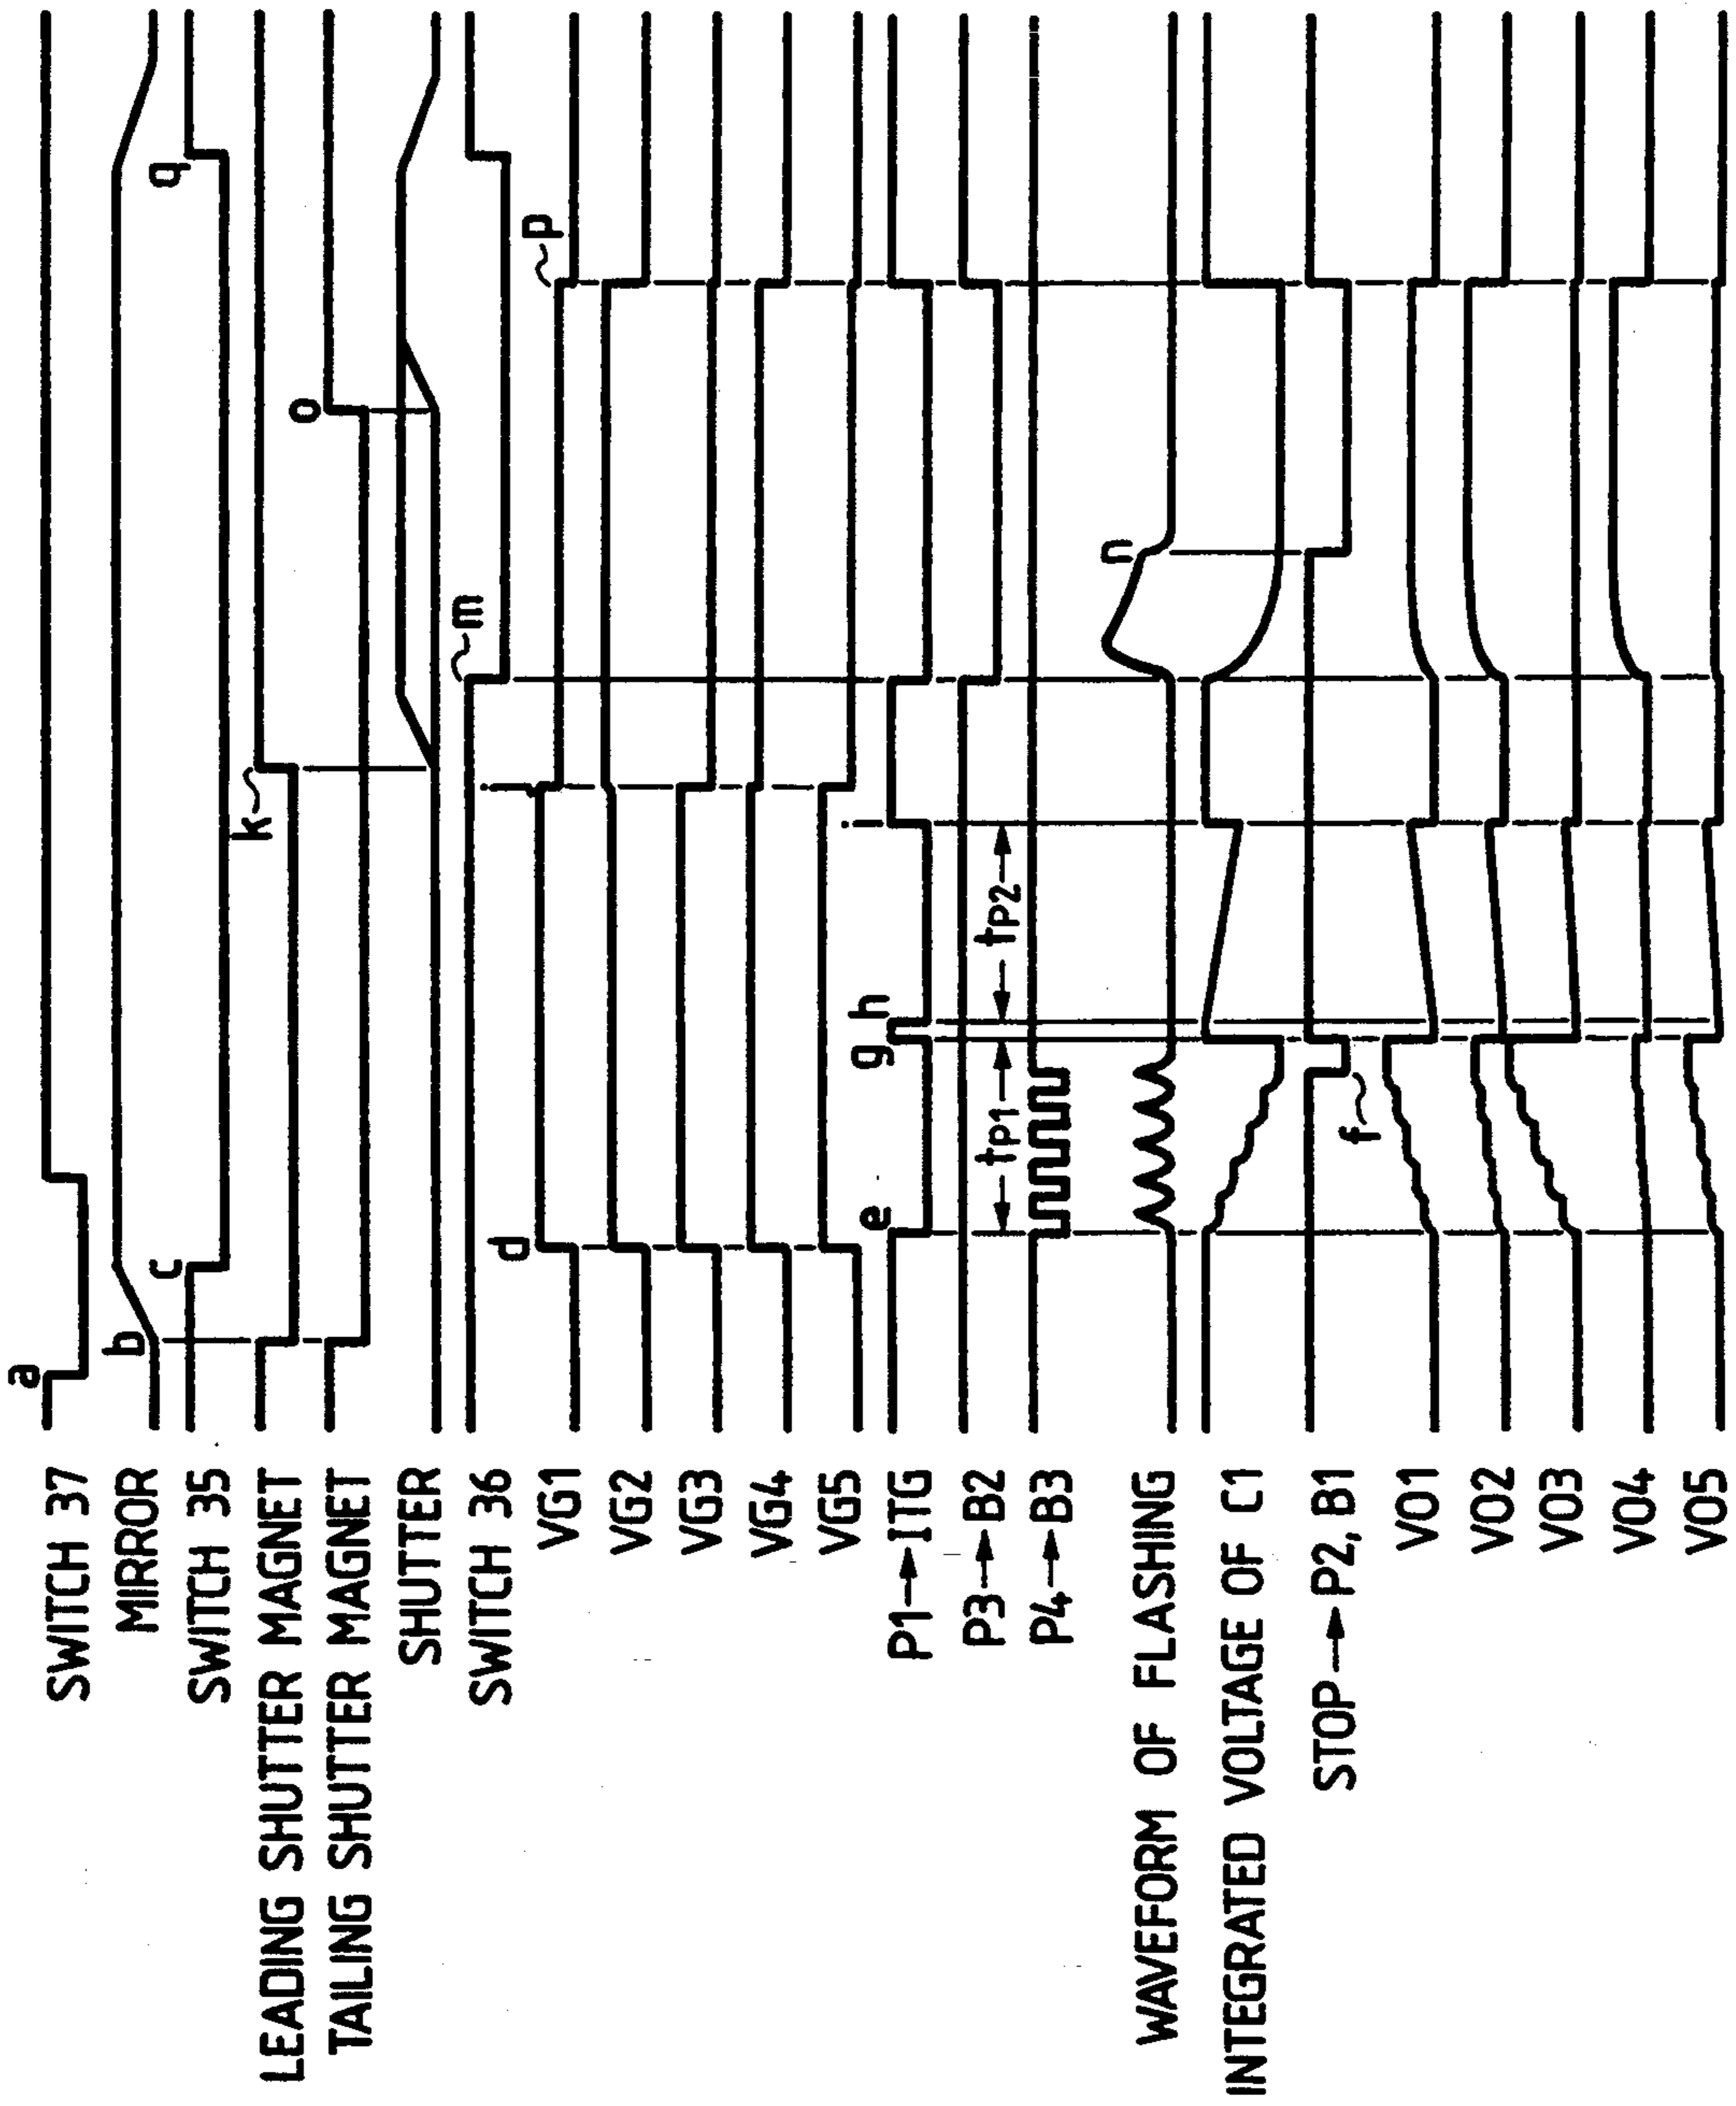 SWITCH 37
a
MIRROR
b
SWITCH 35
c
q
LEADING SHUTTER MAGNET
k
TAILING SHUTTER MAGNET
o
SHUTTER
SWITCH 36
m
VG1
d
j
p
VG2
VG3
VG4
VG5
P1→ITG
e
g
h
i
P3→B2
tP1
tP2
P4→B3
WAVEFORM OF FLASHING
n
INTEGRATED VOLTAGE OF C1
STOP→P2, B1
f
VO1
VO2
VO3
VO4
VO5